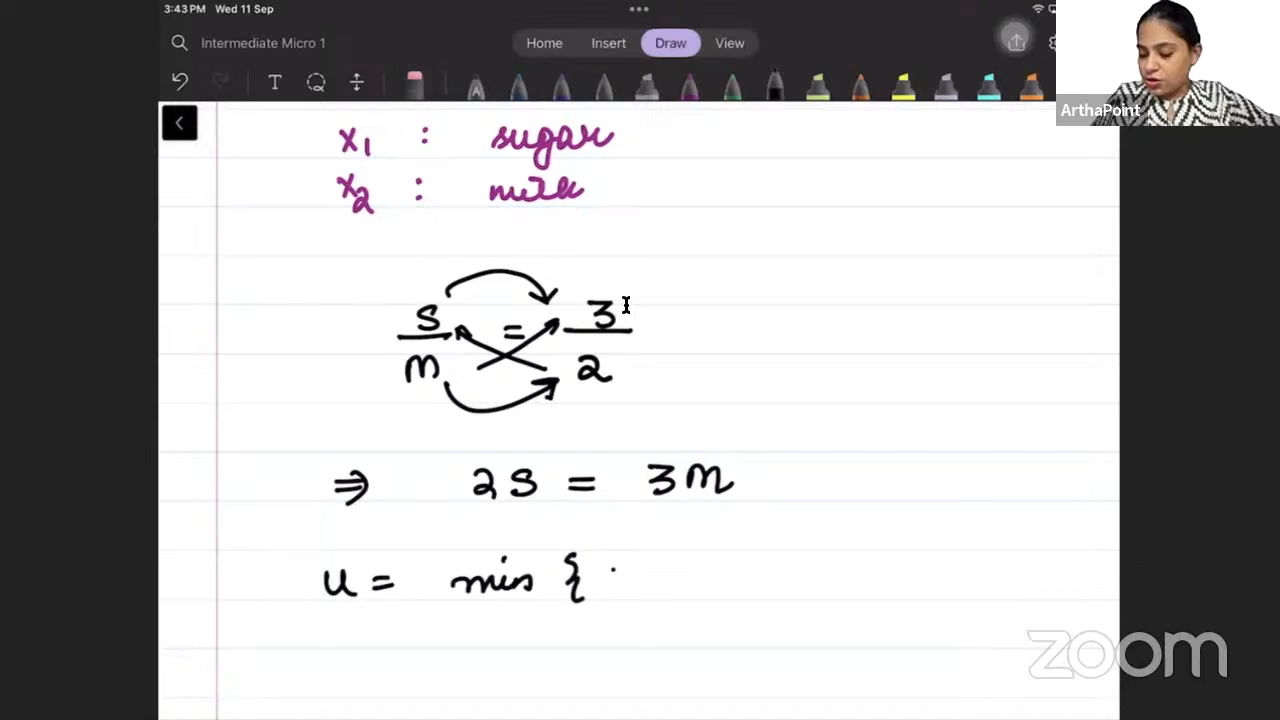 3:43 PM Wed 11 Sep
Intermediate Micro 1
Home Insert Draw View
ArthaPoint
x1 : sugar
x2 : milk
S/m = 3/2
⇒ 2S = 3m
u = min {
zoom